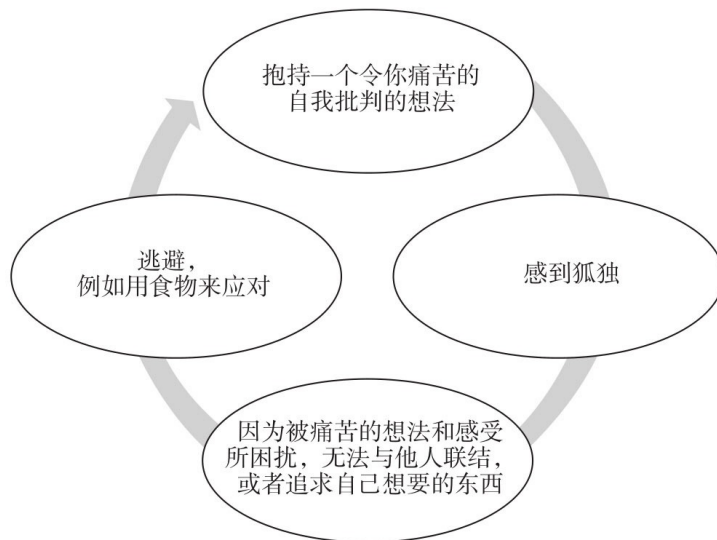 抱持一个令你痛苦的
自我批判的想法
感到狐独
因为被痛苦的想法和感受
所困扰，无法与他人联结，
或者追求自己想要的东西
逃避，
例如用食物来应对